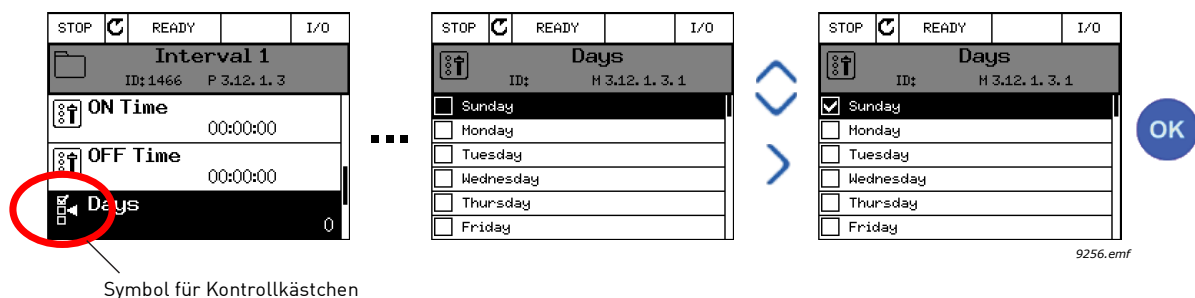 STOP READY I/O
Interval 1
ID:1466 P 3.12.1.3
ON Time
00:00:00
OFF Time
00:00:00
Days
0
Symbol für Kontrollkästchen
...
STOP READY I/O
Days
ID: M 3.12.1.3.1
Sunday
Monday
Tuesday
Wednesday
Thursday
Friday
STOP READY I/O
Days
ID: M 3.12.1.3.1
Sunday
Monday
Tuesday
Wednesday
Thursday
Friday
OK
9256.emf